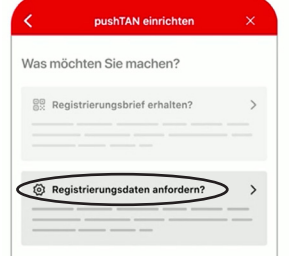 pushTAN einrichten
Was möchten Sie machen?
Registrierungsbrief erhalten?
Registrierungsdaten anfordern?